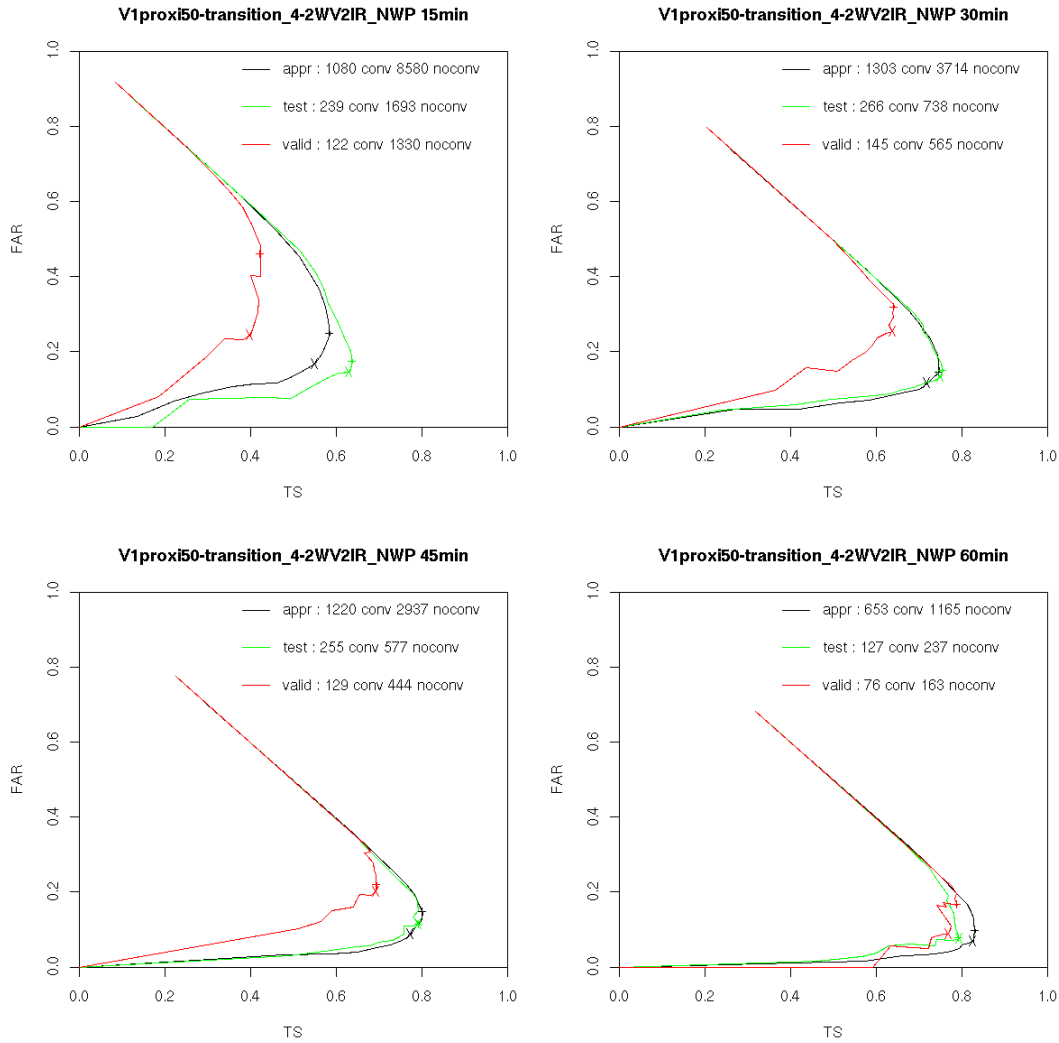 V1proxi50-transition_4-2WV2IR_NWP 15min
appr : 1080 conv 8580 noconv
test : 239 conv 1693 noconv
valid : 122 conv 1330 noconv
FAR
0.0 0.2 0.4 0.6 0.8 1.0
0.0 0.2 0.4 0.6 0.8 1.0
TS
V1proxi50-transition_4-2WV2IR_NWP 30min
appr : 1303 conv 3714 noconv
test : 266 conv 738 noconv
valid : 145 conv 565 noconv
FAR
0.0 0.2 0.4 0.6 0.8 1.0
0.0 0.2 0.4 0.6 0.8 1.0
TS
V1proxi50-transition_4-2WV2IR_NWP 45min
appr : 1220 conv 2937 noconv
test : 255 conv 577 noconv
valid : 129 conv 444 noconv
FAR
0.0 0.2 0.4 0.6 0.8 1.0
0.0 0.2 0.4 0.6 0.8 1.0
TS
V1proxi50-transition_4-2WV2IR_NWP 60min
appr : 653 conv 1165 noconv
test : 127 conv 237 noconv
valid : 76 conv 163 noconv
FAR
0.0 0.2 0.4 0.6 0.8 1.0
0.0 0.2 0.4 0.6 0.8 1.0
TS